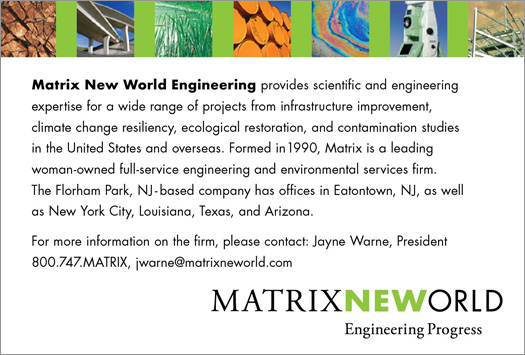 Matrix New World Engineering provides scientific and engineering
expertise for a wide range of projects from infrastructure improvement,
climate change resiliency, ecological restoration, and contamination studies
in the United States and overseas. Formed in1990, Matrix is a leading
woman-owned full-service engineering and environmental services firm.
The Florham Park, NJ-based company has offices in Eatontown, NJ, as well
as New York City, Louisiana, Texas, and Arizona.
For more information on the firm, please contact: Jayne Warne, President
800.747.MATRIX, jwarne@matrixneworld.com
MATRIXNEWORLD
Engineering Progress